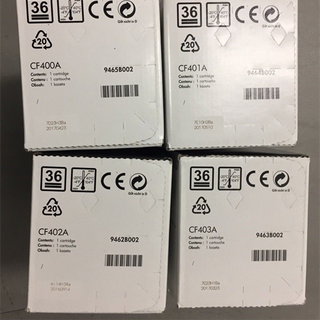 36
CE
20
CF400A
9465B002
Contents: 1 cartridge
Contenu: 1 cartouche
Obsah: 1 kazeta
36
CE
20
CF401A
9464B002
Contents: 1 cartridge
Contenu: 1 cartouche
Obsah: 1 kazeta
36
CE
20
CF402A
9462B002
Contents: 1 cartridge
Contenu: 1 cartouche
Obsah: 1 kazeta
36
CE
20
CF403A
9463B002
Contents: 1 cartridge
Contenu: 1 cartouche
Obsah: 1 kazeta